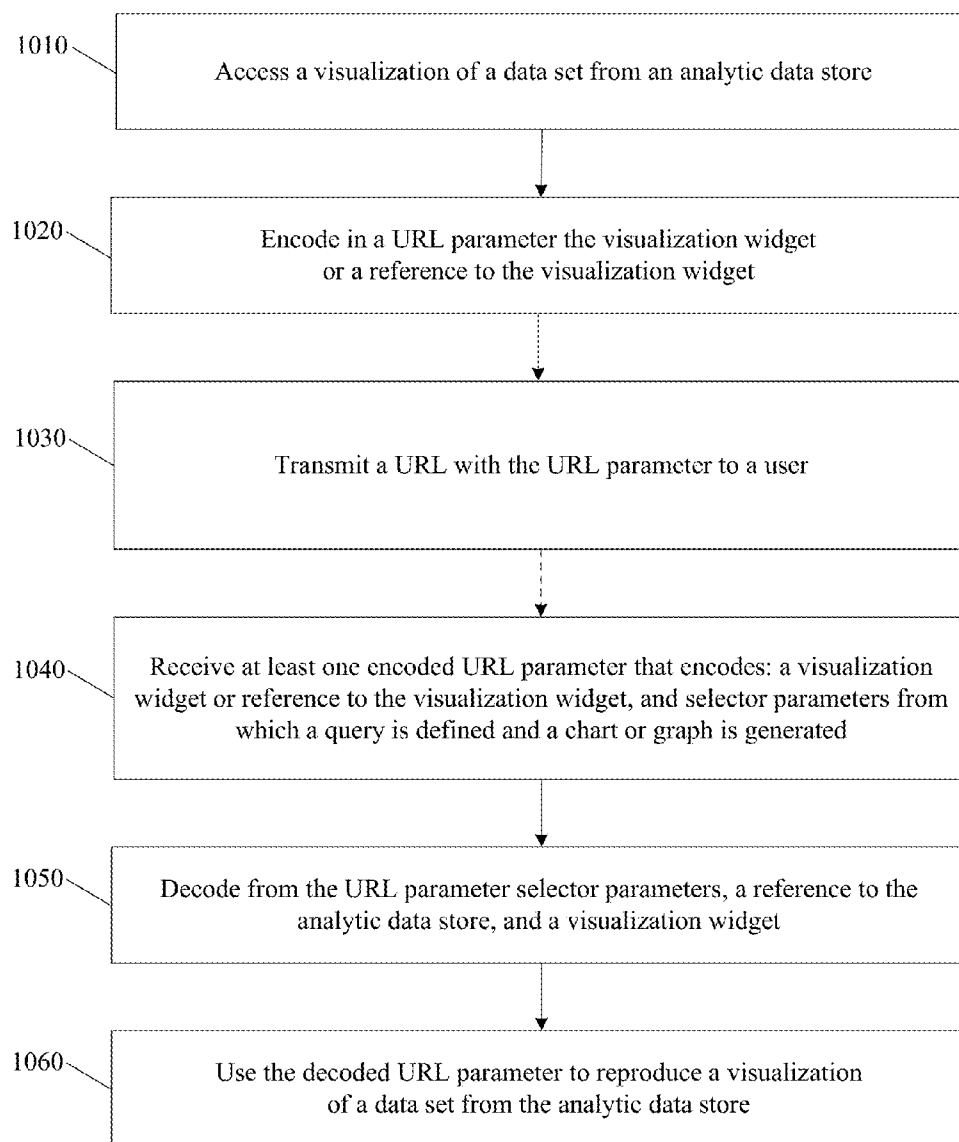 1010
Access a visualization of a data set from an analytic data store
1020
Encode in a URL parameter the visualization widget
or a reference to the visualization widget
1030
Transmit a URL with the URL parameter to a user
1040
Receive at least one encoded URL parameter that encodes: a visualization
widget or reference to the visualization widget, and selector parameters from
which a query is defined and a chart or graph is generated
1050
Decode from the URL parameter selector parameters, a reference to the
analytic data store, and a visualization widget
1060
Use the decoded URL parameter to reproduce a visualization
of a data set from the analytic data store